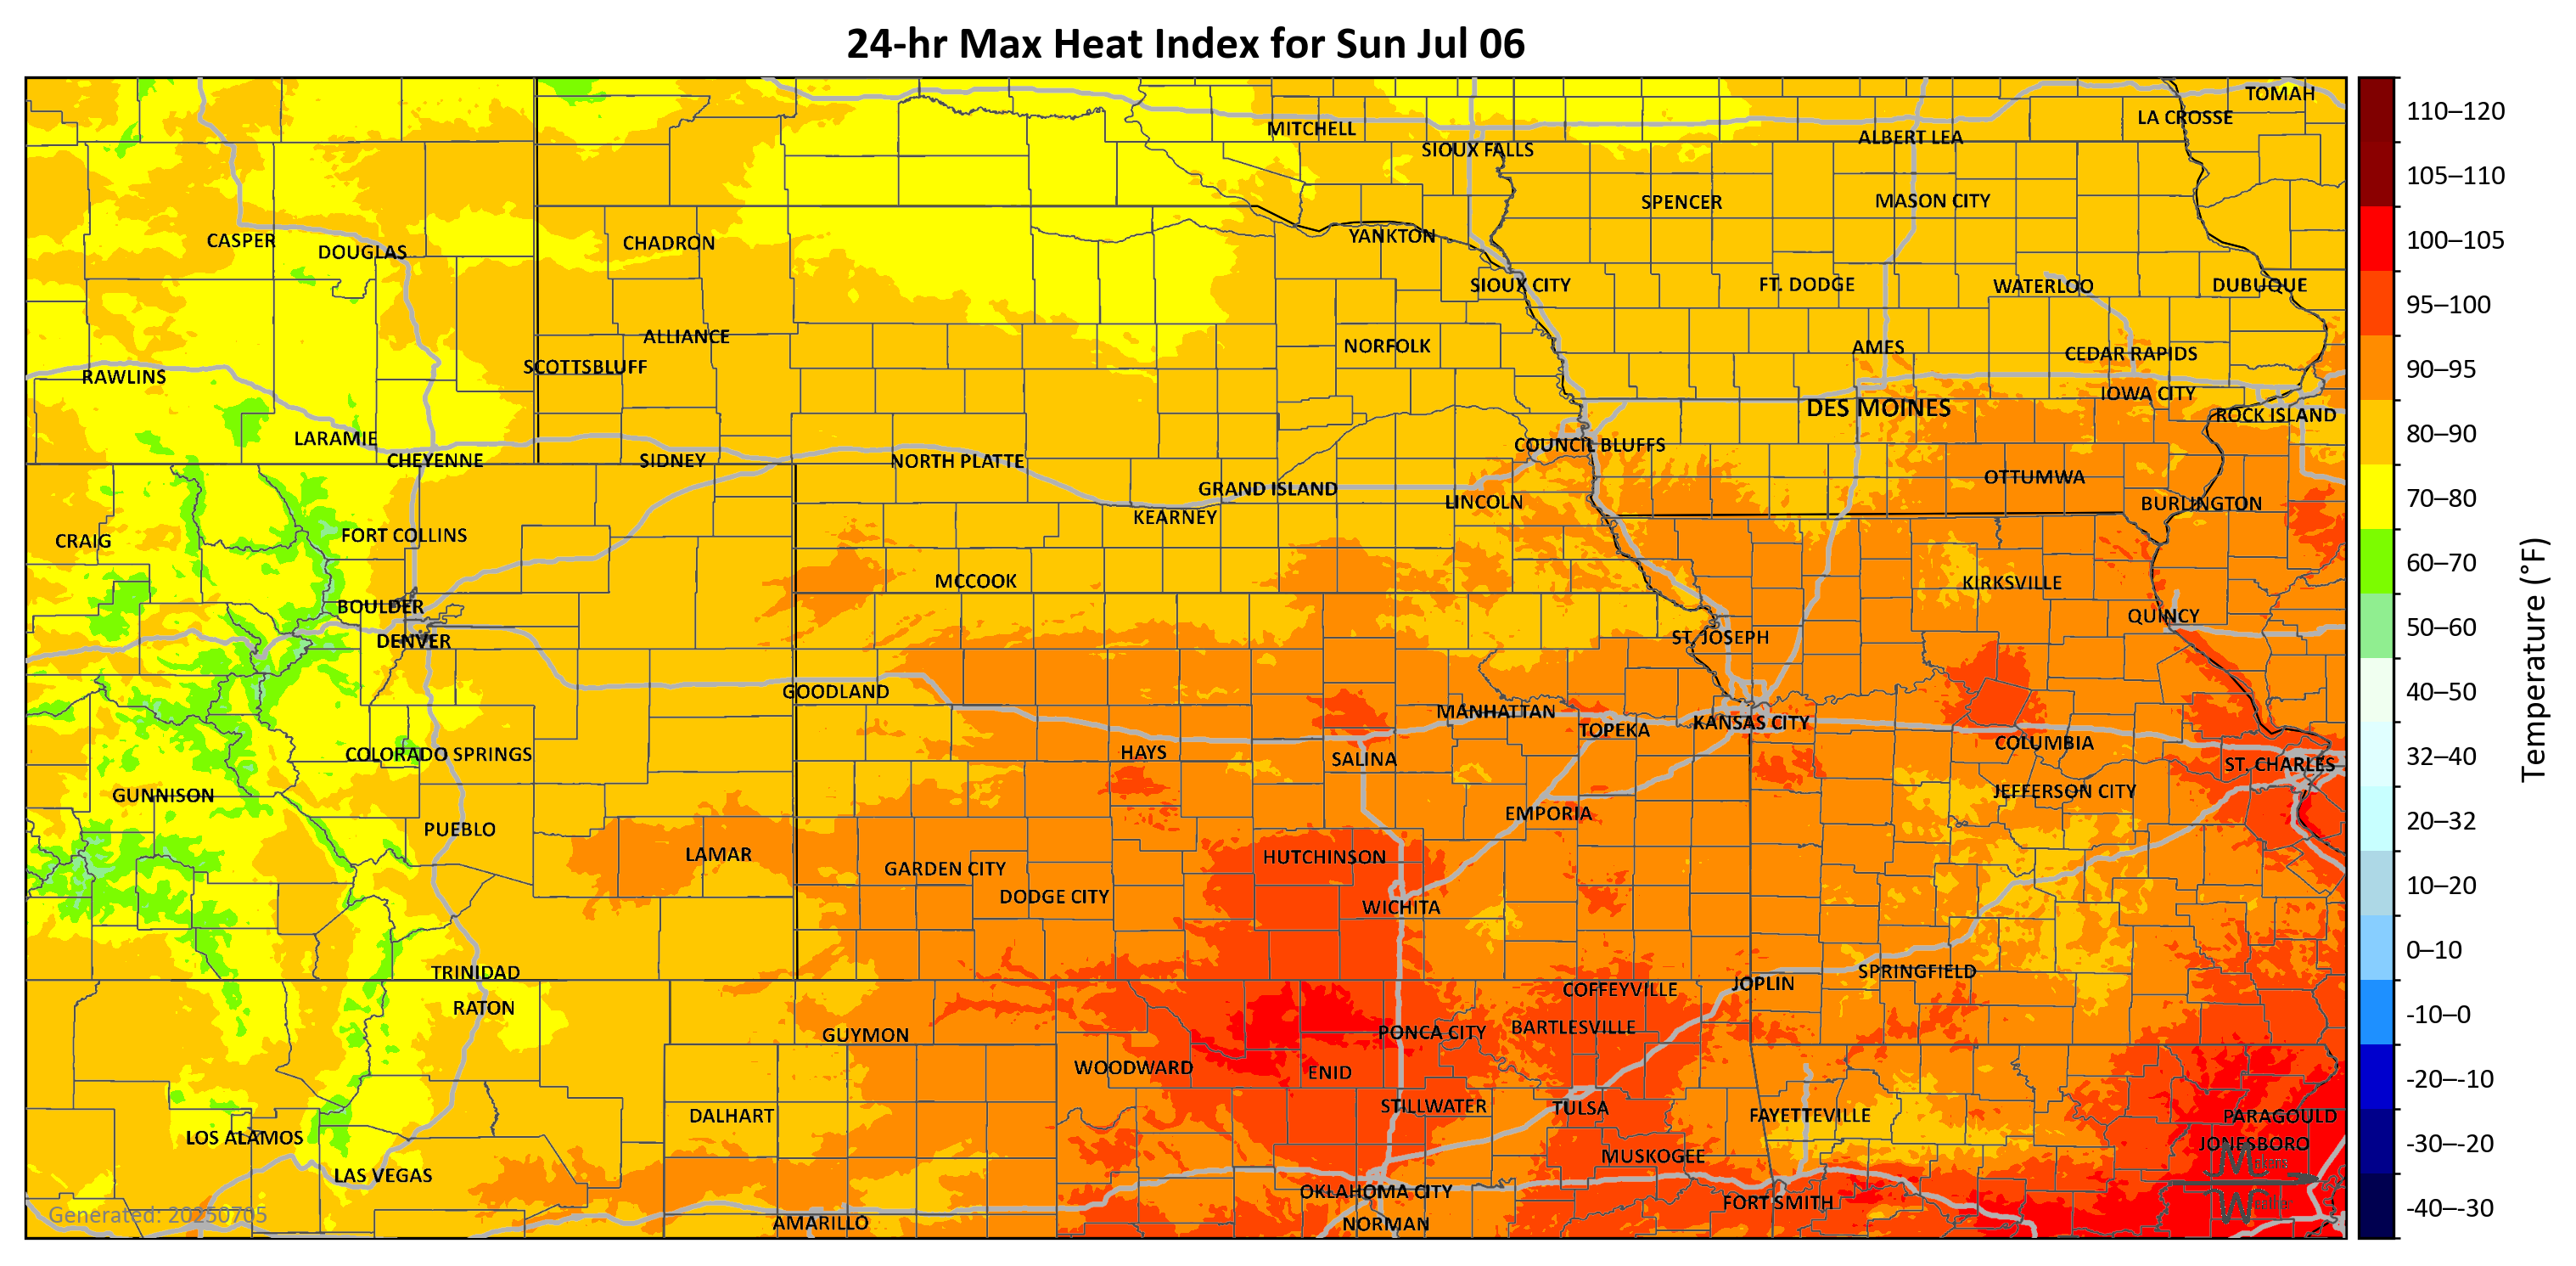 24-hr Max Heat Index for Sun Jul 06
TOMAH
LA CROSSE
MITCHELL
ALBERT LEA
SIOUX FALLS
SPENCER
MASON CITY
CASPER
DOUGLAS
CHADRON
YANKTON
SIOUX CITY
FT. DODGE
WATERLOO
DUBUQUE
ALLIANCE
NORFOLK
AMES
CEDAR RAPIDS
SCOTTSBLUFF
RAWLINS
IOWA CITY
DES MOINES
ROCK ISLAND
LARAMIE
COUNCIL BLUFFS
CHEYENNE
SIDNEY
NORTH PLATTE
OTTUMWA
GRAND ISLAND
LINCOLN
BURLINGTON
KEARNEY
CRAIG
FORT COLLINS
MCCOOK
KIRKSVILLE
BOULDER
QUINCY
DENVER
ST. JOSEPH
GOODLAND
MANHATTAN
KANSAS CITY
TOPEKA
COLUMBIA
COLORADO SPRINGS
HAYS
SALINA
ST. CHARLES
GUNNISON
JEFFERSON CITY
EMPORIA
PUEBLO
LAMAR
HUTCHINSON
GARDEN CITY
DODGE CITY
WICHITA
TRINIDAD
SPRINGFIELD
JOPLIN
COFFEYVILLE
RATON
GUYMON
PONCA CITY
BARTLESVILLE
WOODWARD
ENID
STILLWATER
TULSA
DALHART
FAYETTEVILLE
PARAGOULD
LOS ALAMOS
JONESBORO
MUSKOGEE
LAS VEGAS
OKLAHOMA CITY
FORT SMITH
AMARILLO
NORMAN
Generated: 20250705
110–120
105–110
100–105
95–100
90–95
80–90
70–80
60–70
50–60
40–50
32–40
20–32
10–20
0–10
-10–0
-20–-10
-30–-20
-40–-30
Temperature (°F)